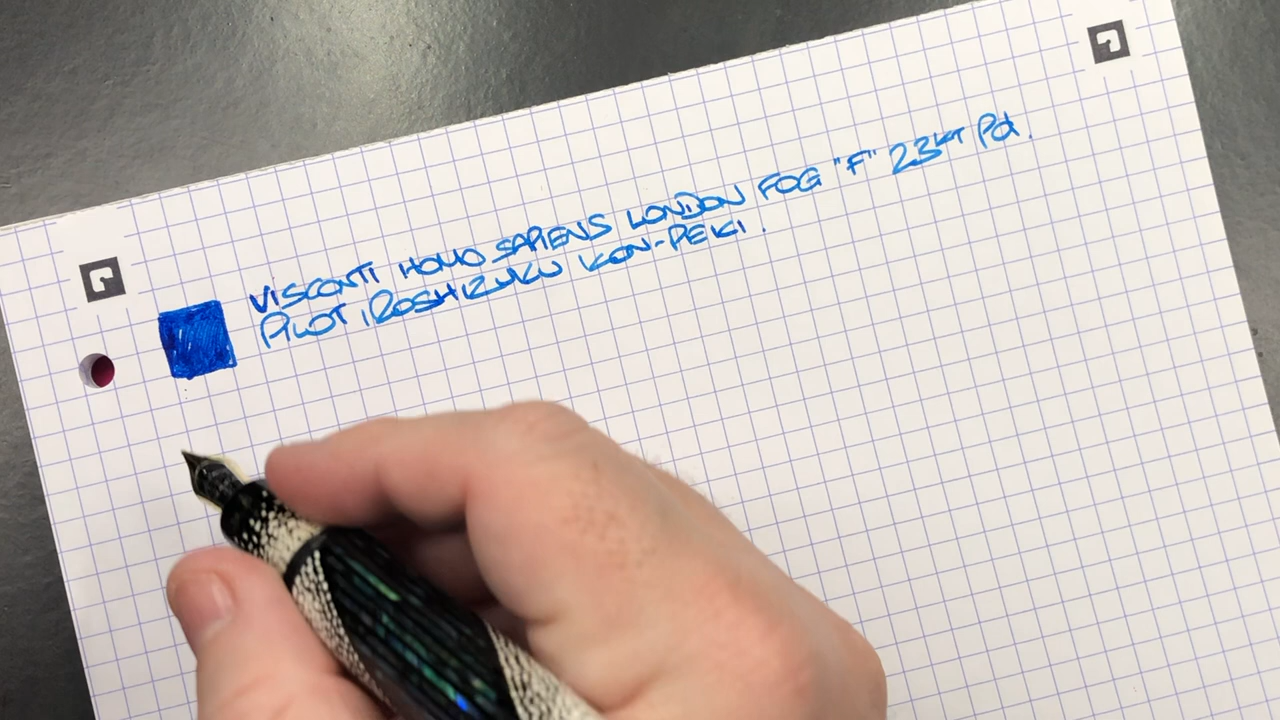 VISCONTI HOMO SAPIENS LONDON FOG "F" 23KT Pd.
PILOT IROSHIZUKU KON-PEKI.